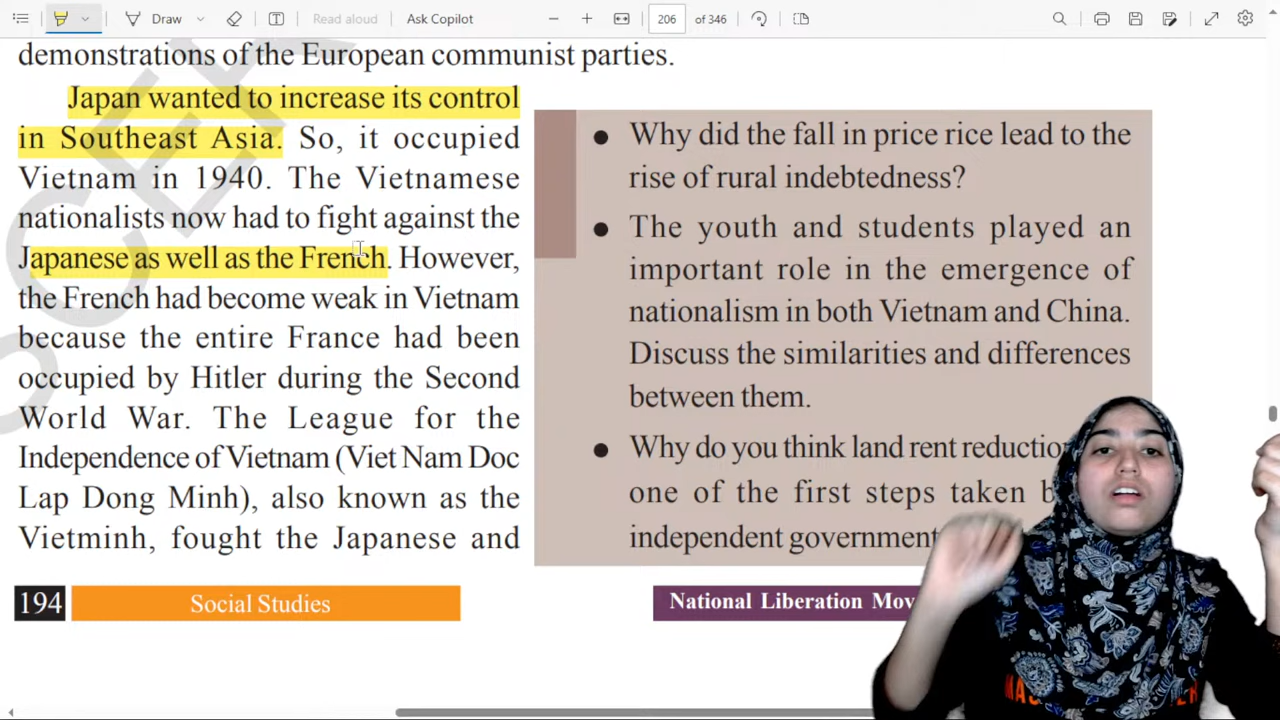 Draw
Read aloud
Ask Copilot
206 of 346
demonstrations of the European communist parties.
Japan wanted to increase its control
in Southeast Asia. So, it occupied
Vietnam in 1940. The Vietnamese
nationalists now had to fight against the
Japanese as well as the French. However,
the French had become weak in Vietnam
because the entire France had been
occupied by Hitler during the Second
World War. The League for the
Independence of Vietnam (Viet Nam Doc
Lap Dong Minh), also known as the
Vietminh, fought the Japanese and
● Why did the fall in price rice lead to the
rise of rural indebtedness?
● The youth and students played an
important role in the emergence of
nationalism in both Vietnam and China.
Discuss the similarities and differences
between them.
● Why do you think land rent reduction
one of the first steps taken
independent government
194
Social Studies
National Liberation